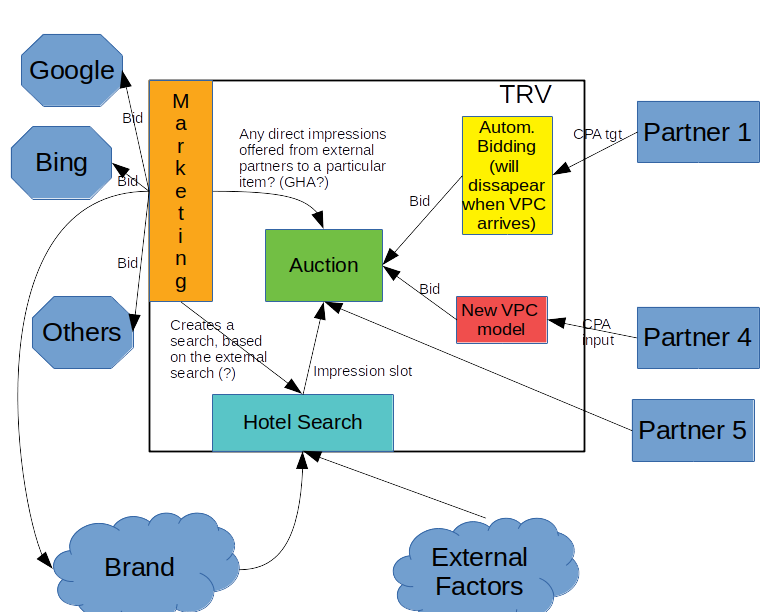 Google
Bing
Others
Bid
Bid
Bid
M
a
r
k
e
t
i
n
g
TRV
Any direct impressions
offered from external
partners to a particular
item? (GHA?)
Autom.
Bidding
(will
dissapear
when VPC
arrives)
CPA tgt
Partner 1
Bid
Auction
Bid
New VPC
model
CPA
input
Partner 4
Partner 5
Creates a
search, based
on the external
search (?)
Impression slot
Hotel Search
Brand
External
Factors